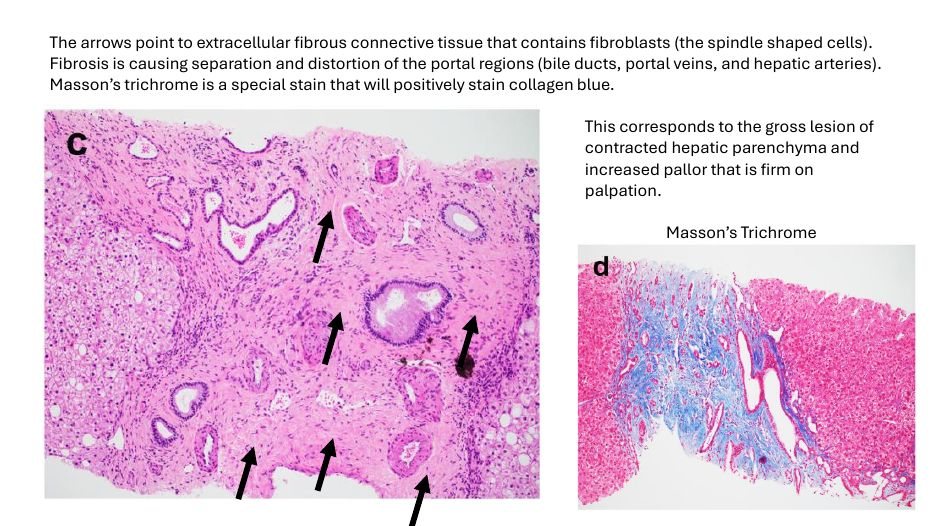 The arrows point to extracellular fibrous connective tissue that contains fibroblasts (the spindle shaped cells).
Fibrosis is causing separation and distortion of the portal regions (bile ducts, portal veins, and hepatic arteries).
Masson’s trichrome is a special stain that will positively stain collagen blue.
c
This corresponds to the gross lesion of
contracted hepatic parenchyma and
increased pallor that is firm on
palpation.
Masson’s Trichrome
d